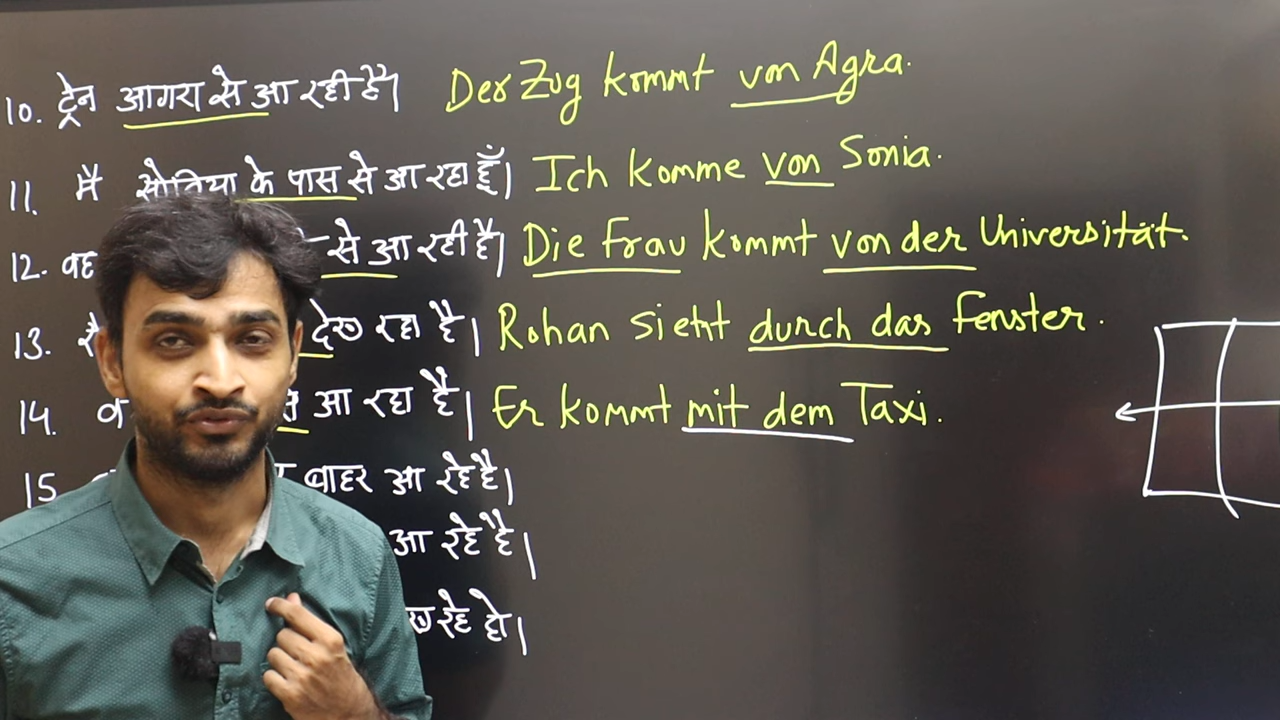 10. ट्रेन आगरा से आ रही है। Der Zug kommt von Agra.
11. मैं सोनिया के पास से आ रहा हूँ। Ich komme von Sonia.
12. वह से आ रही है। Die Frau kommt von der Universität.
13. देख रहा है। Rohan sieht durch das Fenster.
14. आ रहा है। Er kommt mit dem Taxi.
15. बाहर आ रहे है।
आ रहे है।
रहे हो।